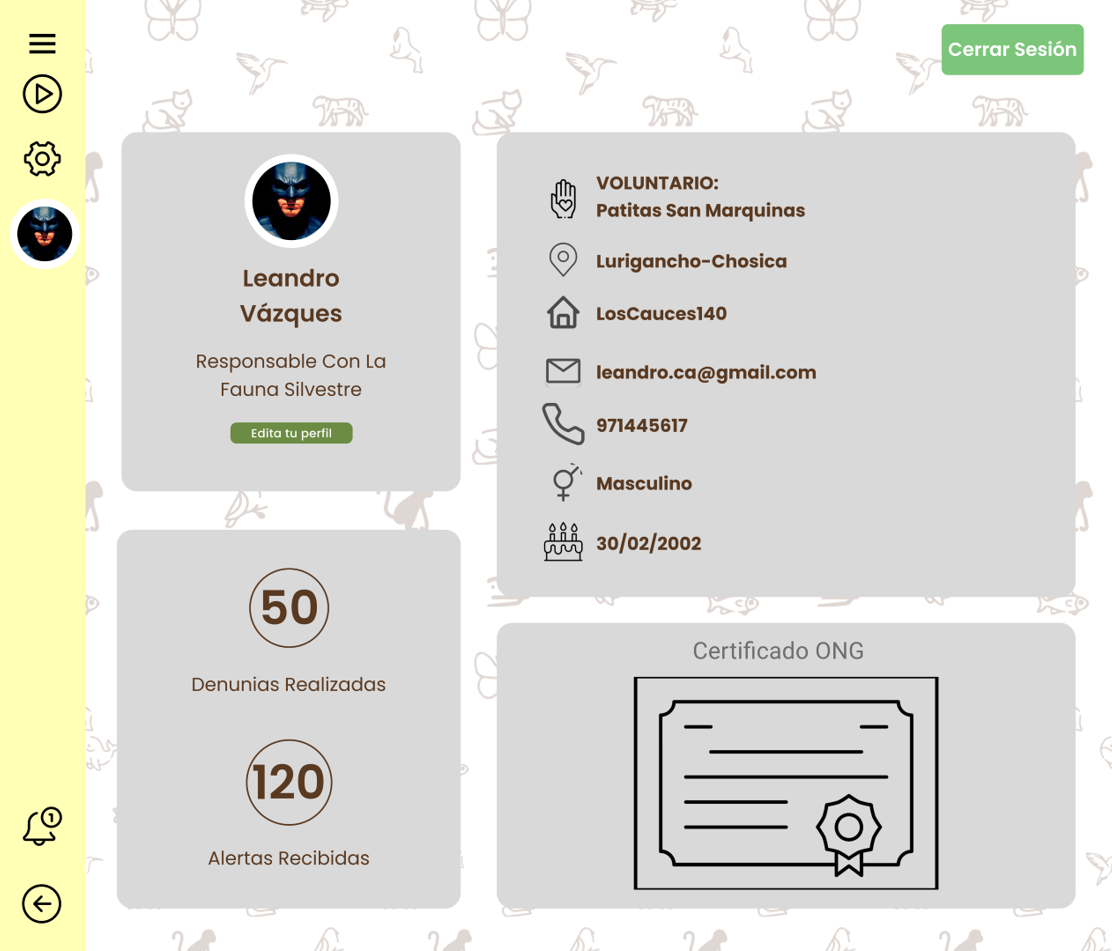 Cerrar Sesión
Leandro
Vázques
Responsable Con La
Fauna Silvestre
Edita tu perfil
VOLUNTARIO:
Patitas San Marquinas
Lurigancho-Chosica
LosCauces140
leandro.ca@gmail.com
971445617
Masculino
30/02/2002
50
Denunias Realizadas
120
Alertas Recibidas
Certificado ONG
1